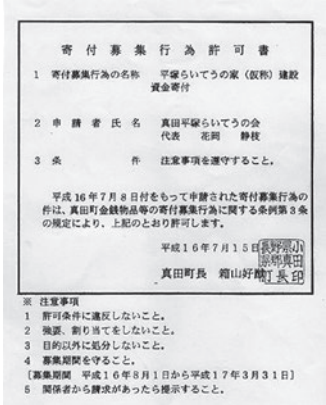 寄付募集行為許可書
1 寄付募集行為の名称 平塚らいてうの家(仮称)建設
資金寄付
2 申請者氏名 真田平塚らいてうの会
代表 花岡 静枝
3 条件 注意事項を遵守すること。
平成16年7月8日付をもって申請された寄付募集行為の
件は、真田町金銭物品等の寄付募集行為に関する条例第3条
の規定により、上記のとおり許可します。
平成16年7月15日
真田町長 箱山好猷
長野県小
県郡真田
町長印
※ 注意事項
1 許可条件に違反しないこと。
2 強要、割り当てをしないこと。
3 目的以外に処分しないこと。
4 募集期間を守ること。
[募集期間 平成16年8月1日から平成17年3月31日]
5 関係者から請求があったら提示すること。